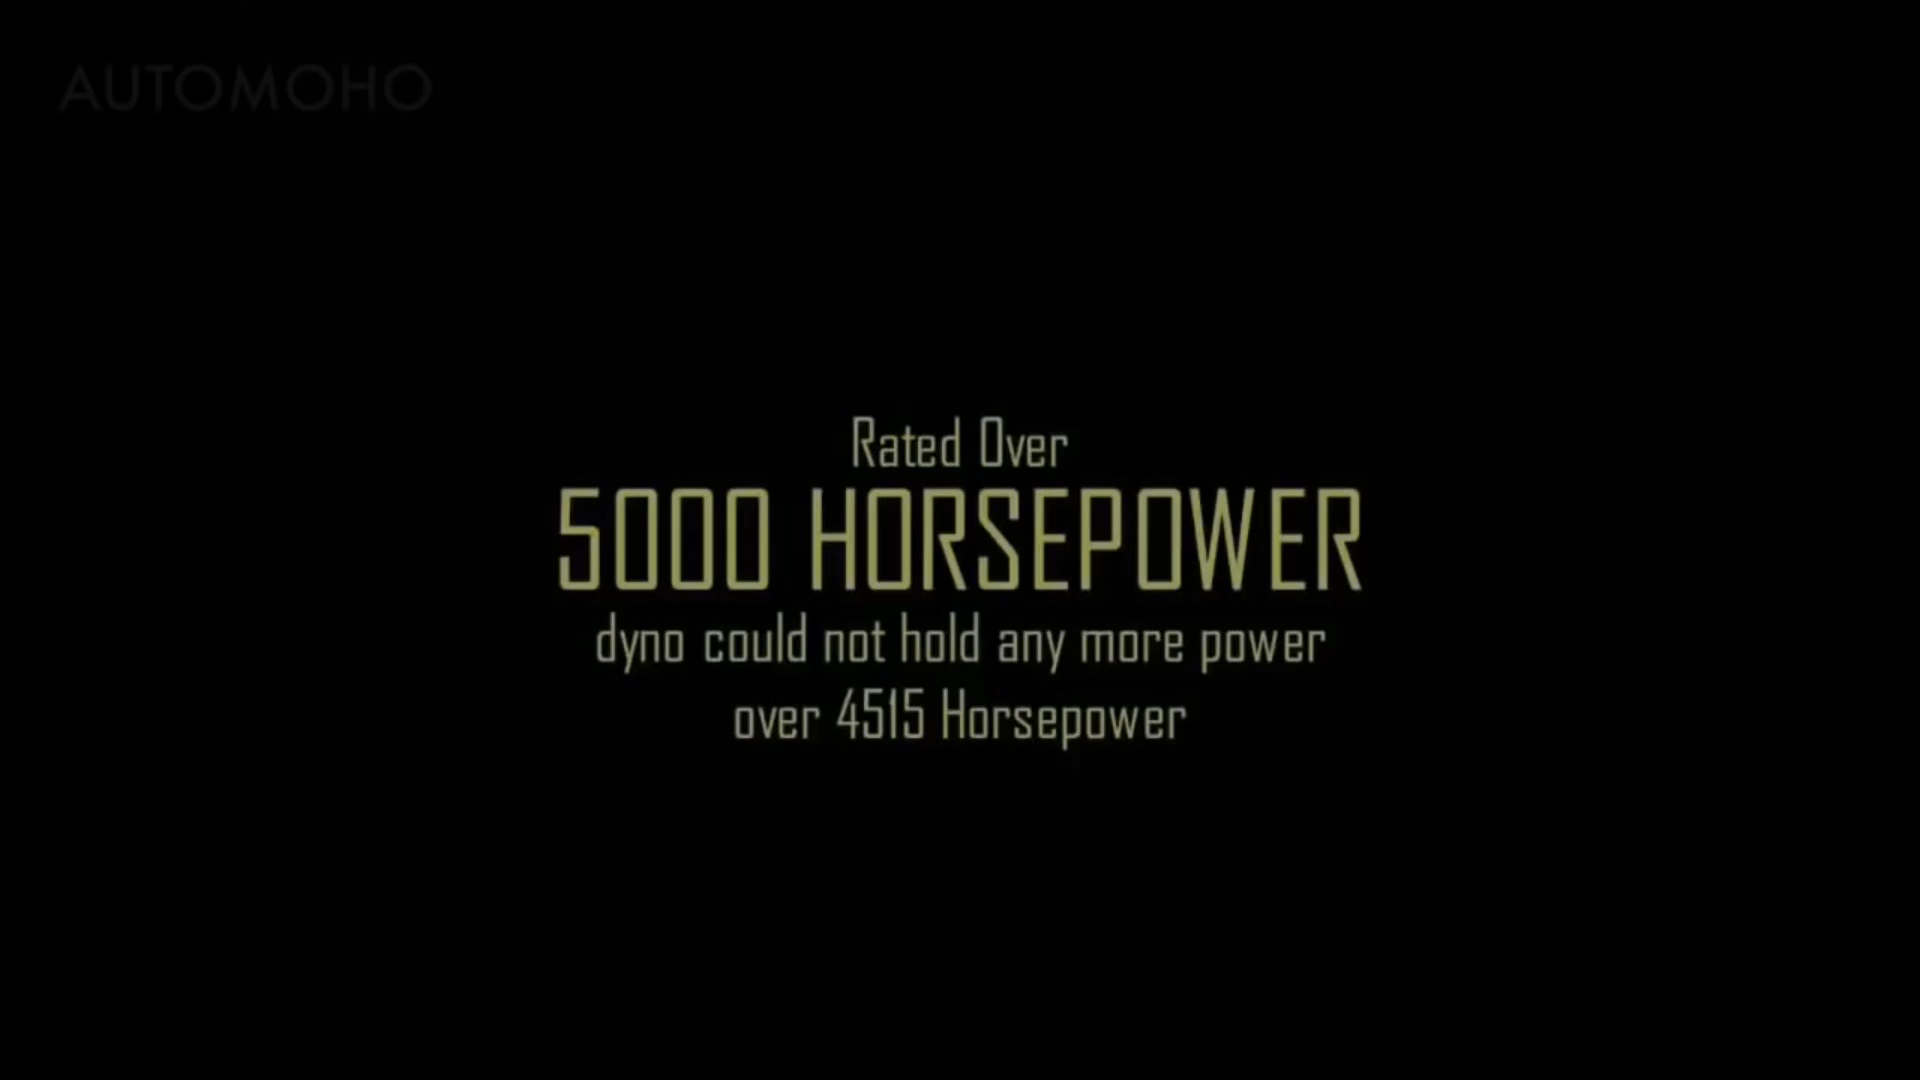 AUTOMOHO
Rated Over
5000 HORSEPOWER
dyno could not hold any more power
over 4515 Horsepower